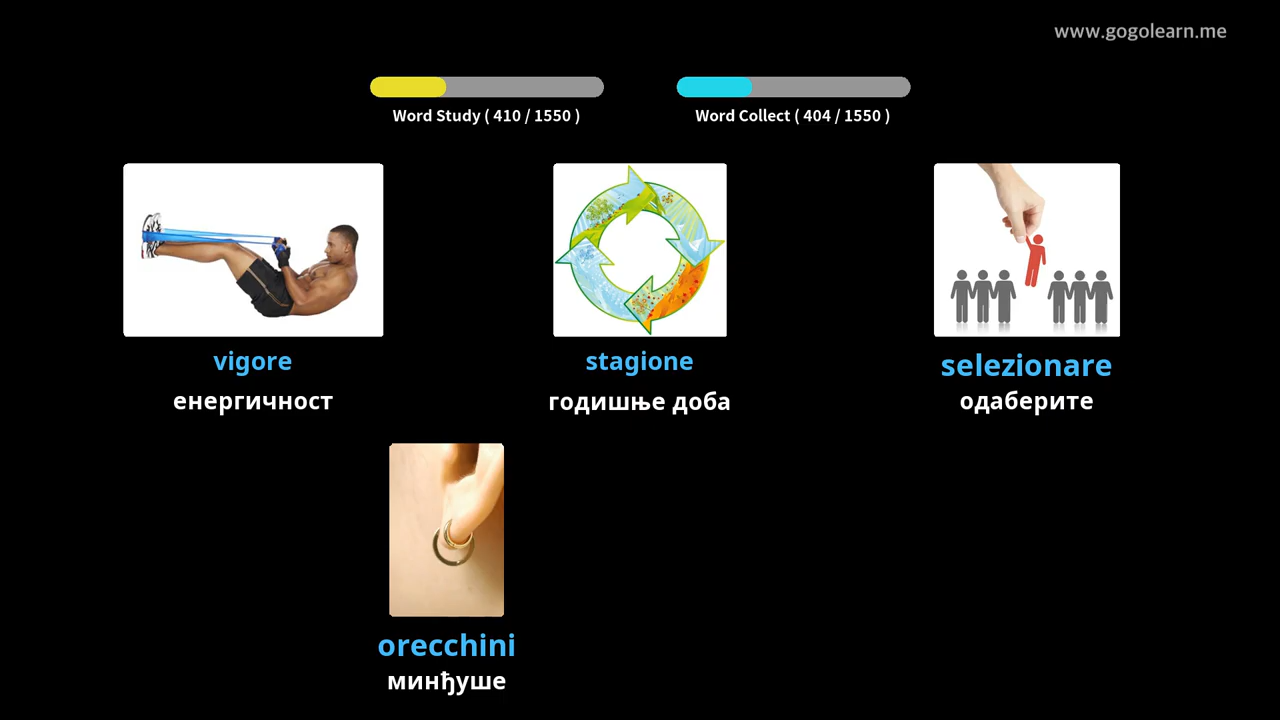 www.gogolearn.me
Word Study ( 410 / 1550 )
Word Collect ( 404 / 1550 )
vigore
stagione
selezionare
енергичност
годишње доба
одаберите
orecchini
минђуше